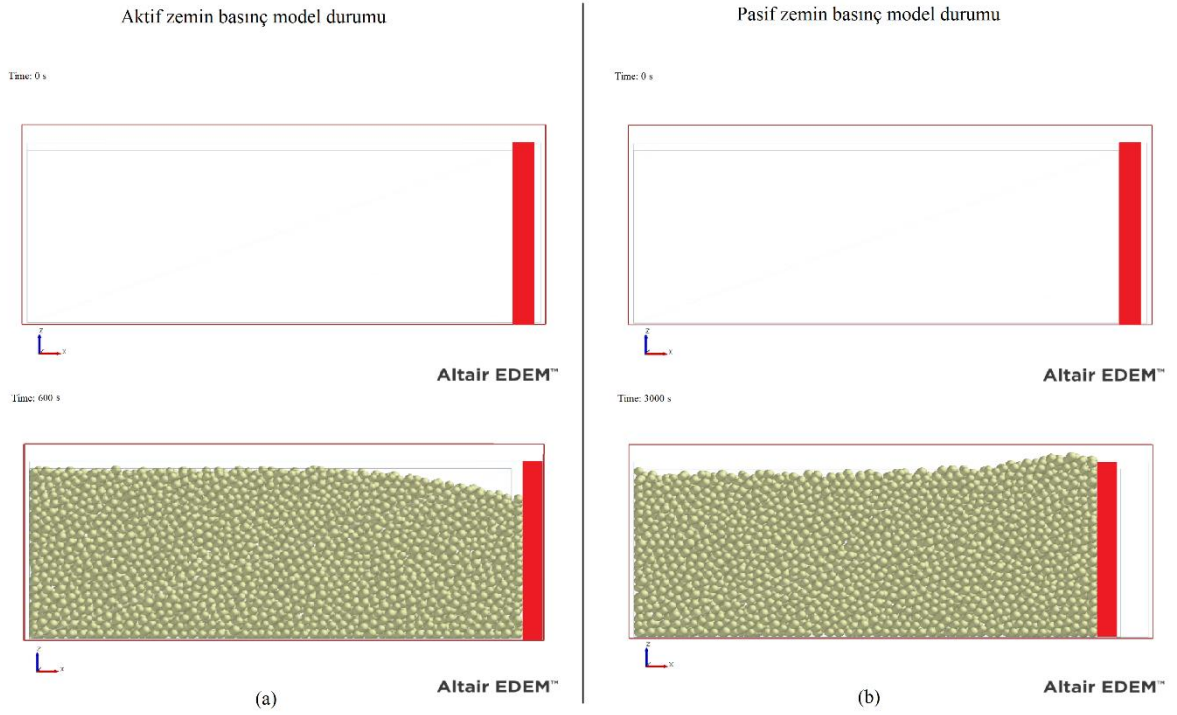 Aktif zemin basınç model durumu
Time: 0 s
z
x
Altair EDEM™
Time: 600 s
z
x
Altair EDEM™
(a)
Pasif zemin basınç model durumu
Time: 0 s
z
x
Altair EDEM™
Time: 3000 s
z
x
Altair EDEM™
(b)